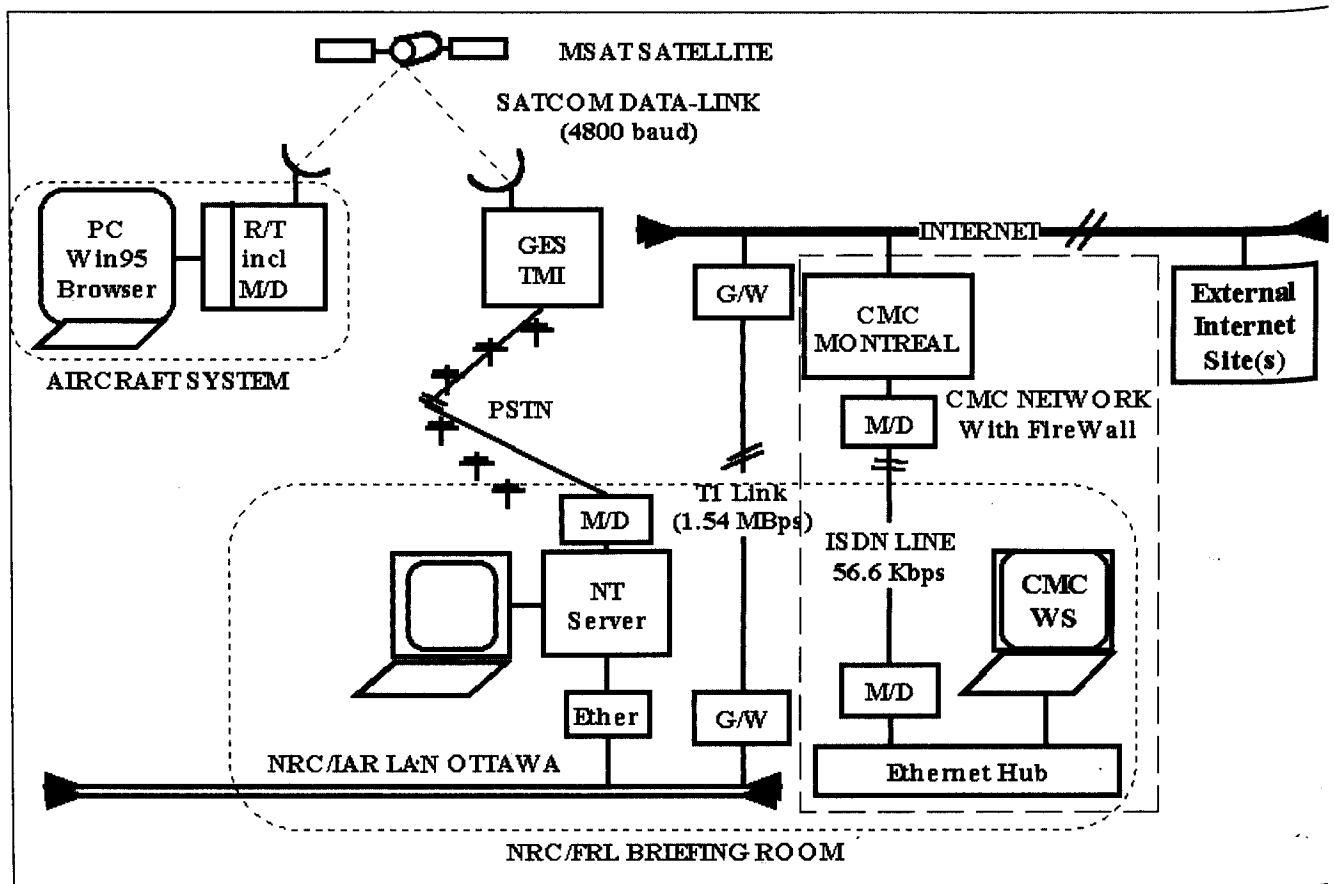 MSAT SATELLITE
SATCOM DATA-LINK
(4800 baud)
PC
Win95
Browser
R/T
incl
M/D
AIRCRAFT SYSTEM
GES
TMI
PSTN
INTERNET
G/W
CMC
MONTREAL
External
Internet
Site(s)
M/D
CMC NETWORK
With FireWall
T1 Link
(1.54 MBps)
M/D
NT
Server
Ether
ISDN LINE
56.6 Kbps
CMC
WS
M/D
G/W
Ethernet Hub
NRC/IAR LAN OTTAWA
NRC/FRL BRIEFING ROOM